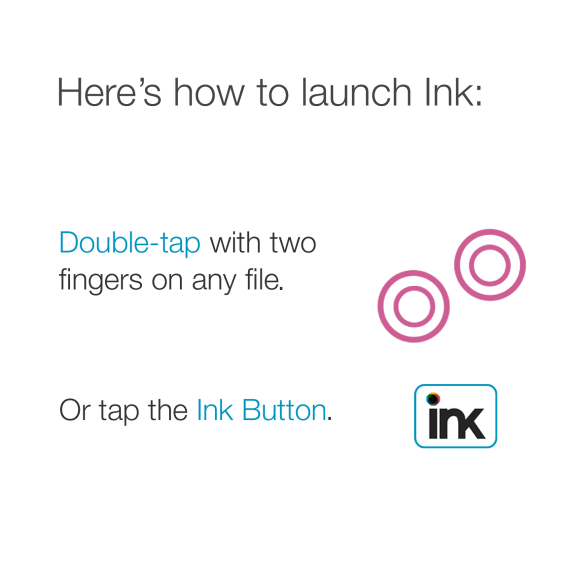 Here’s how to launch Ink:
Double-tap with two
fingers on any file.
Or tap the Ink Button.
ink